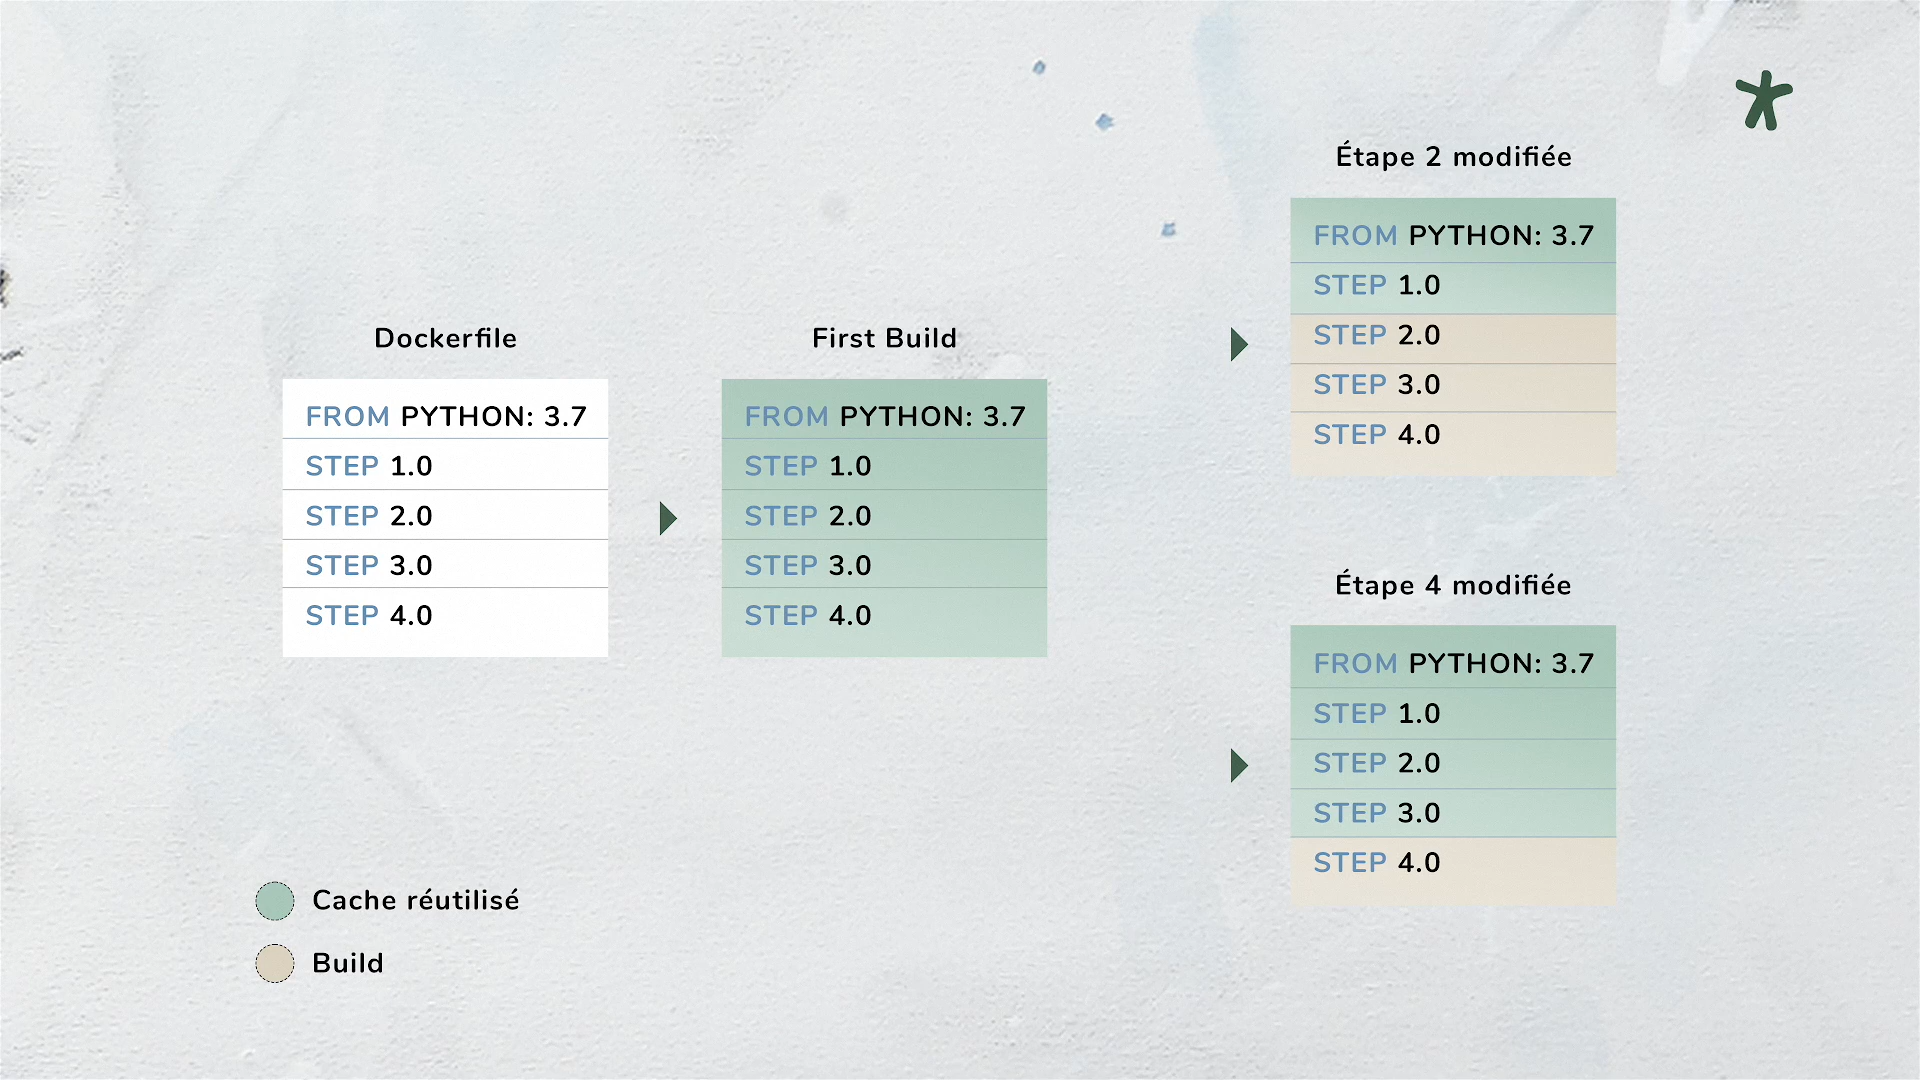 Dockerfile
FROM PYTHON: 3.7
STEP 1.0
STEP 2.0
STEP 3.0
STEP 4.0
First Build
FROM PYTHON: 3.7
STEP 1.0
STEP 2.0
STEP 3.0
STEP 4.0
Étape 2 modifiée
FROM PYTHON: 3.7
STEP 1.0
STEP 2.0
STEP 3.0
STEP 4.0
Étape 4 modifiée
FROM PYTHON: 3.7
STEP 1.0
STEP 2.0
STEP 3.0
STEP 4.0
Cache réutilisé
Build